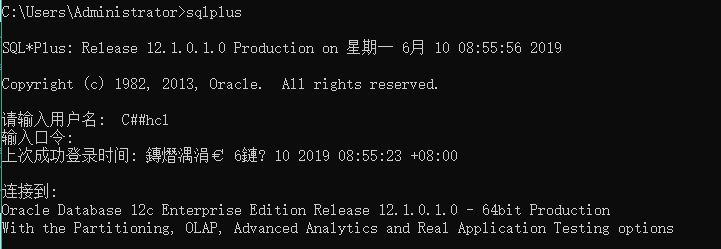 C:\Users\Administrator>sqlplus
SQL*Plus: Release 12.1.0.1.0 Production on 星期一 6月 10 08:55:56 2019
Copyright (c) 1982, 2013, Oracle.  All rights reserved.
请输入用户名:  C##hcl
输入口令:
上次成功登录时间: 鏄熸湡涓€ 6鏈? 10 2019 08:55:23 +08:00
连接到:
Oracle Database 12c Enterprise Edition Release 12.1.0.1.0 - 64bit Production
With the Partitioning, OLAP, Advanced Analytics and Real Application Testing options